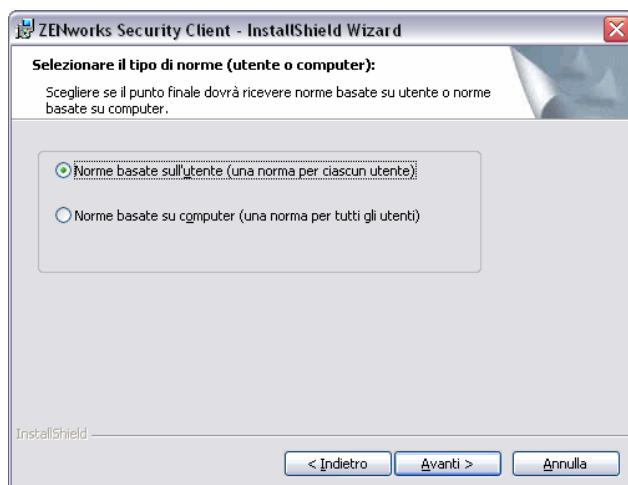 ZENworks Security Client - InstallShield Wizard
Selezionare il tipo di norme (utente o computer):
Scegliere se il punto finale dovrà ricevere norme basate su utente o norme
basate su computer.
Norme basate sull'utente (una norma per ciascun utente)
Norme basate su computer (una norma per tutti gli utenti)
InstallShield
< Indietro
Avanti >
Annulla